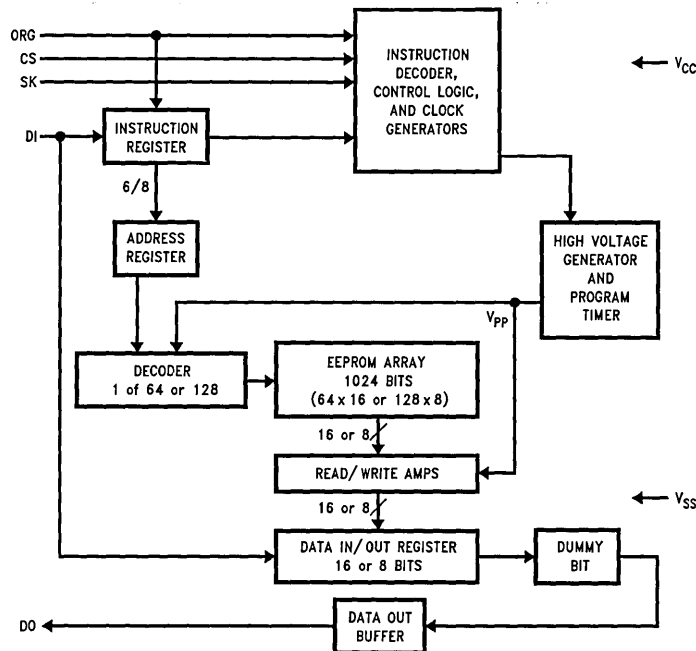 ORG
CS
SK
DI
INSTRUCTION
DECODER,
CONTROL LOGIC,
AND CLOCK
GENERATORS
VCC
INSTRUCTION
REGISTER
6/8
ADDRESS
REGISTER
HIGH VOLTAGE
GENERATOR
AND
PROGRAM
TIMER
VPP
DECODER
1 of 64 or 128
EEPROM ARRAY
1024 BITS
(64 x 16 or 128 x 8)
16 or 8
READ/WRITE AMPS
16 or 8
VSS
DATA IN/OUT REGISTER
16 or 8 BITS
DUMMY
BIT
DATA OUT
BUFFER
DO